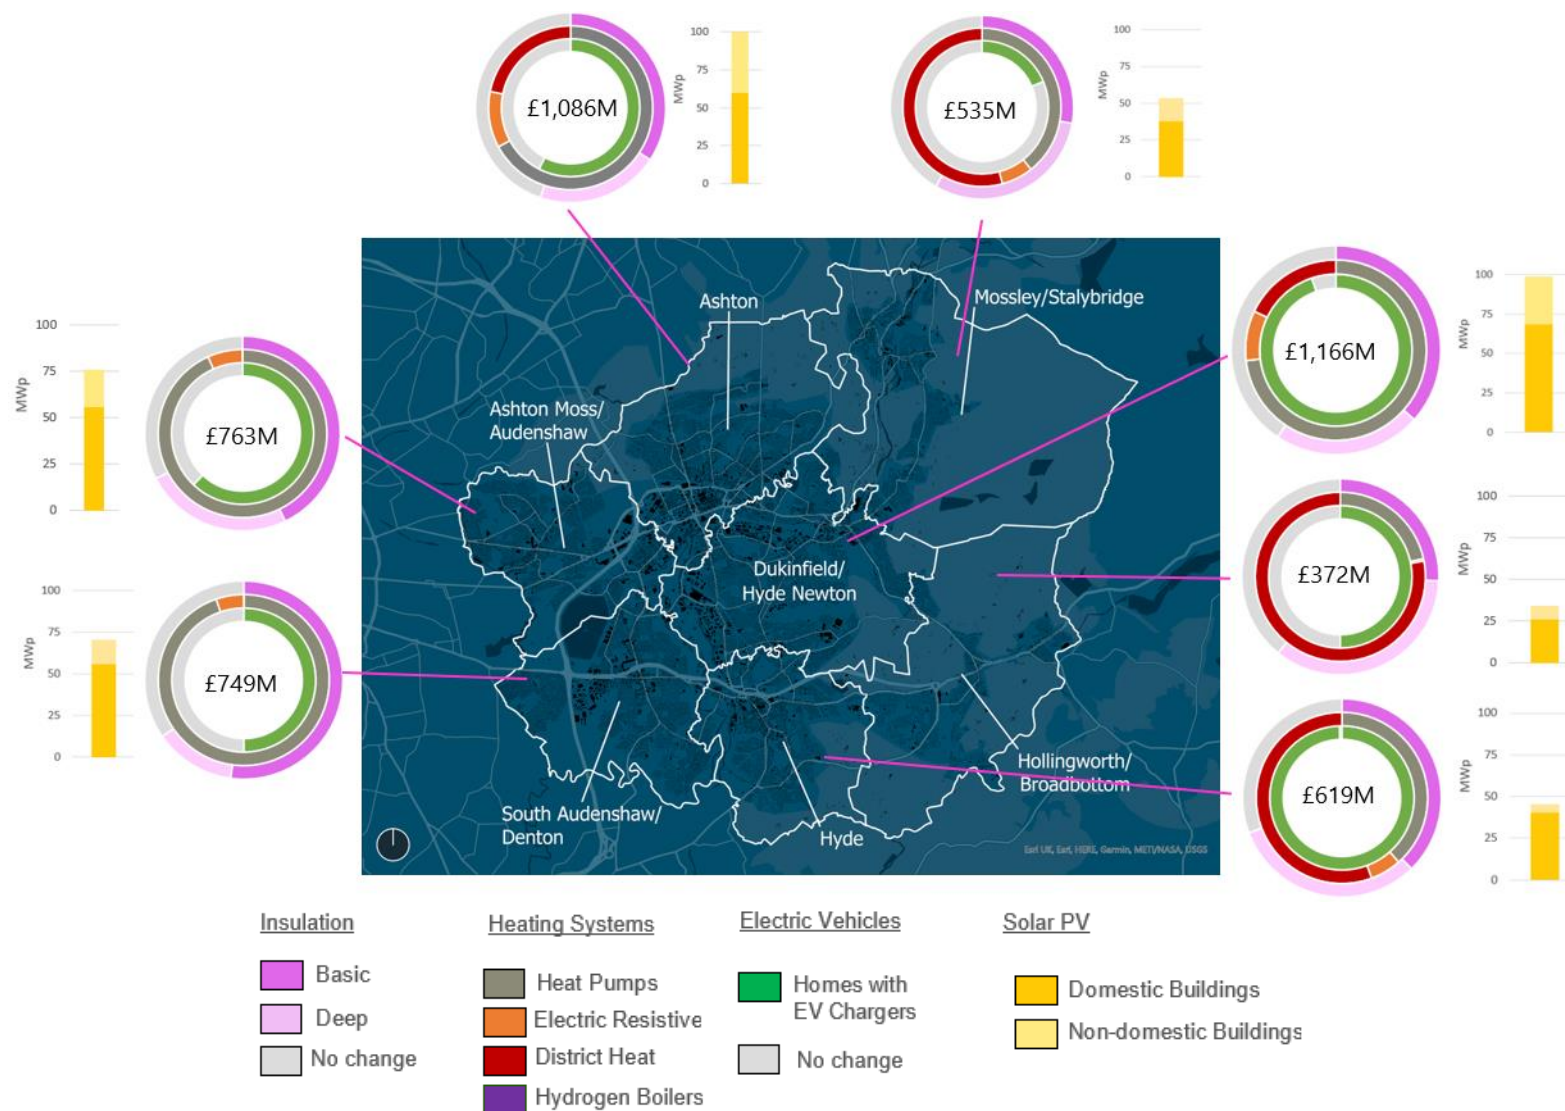 100
75
50
25
0
MWp
£1,086M
100
75
50
25
0
MWp
£535M
Ashton
Mossley/Stalybridge
100
75
50
25
0
MWp
£1,166M
100
75
50
25
0
MWp
£763M
Ashton Moss/
Audenshaw
Dukinfield/
Hyde Newton
100
75
50
25
0
MWp
£372M
100
75
50
25
0
MWp
£749M
South Audenshaw/
Denton
Hyde
Hollingworth/
Broadbottom
100
75
50
25
0
MWp
£619M
Esri UK, Esri, HERE, Garmin, METI/NASA, USGS
Insulation
Basic
Deep
No change
Heating Systems
Heat Pumps
Electric Resistive
District Heat
Hydrogen Boilers
Electric Vehicles
Homes with
EV Chargers
No change
Solar PV
Domestic Buildings
Non-domestic Buildings